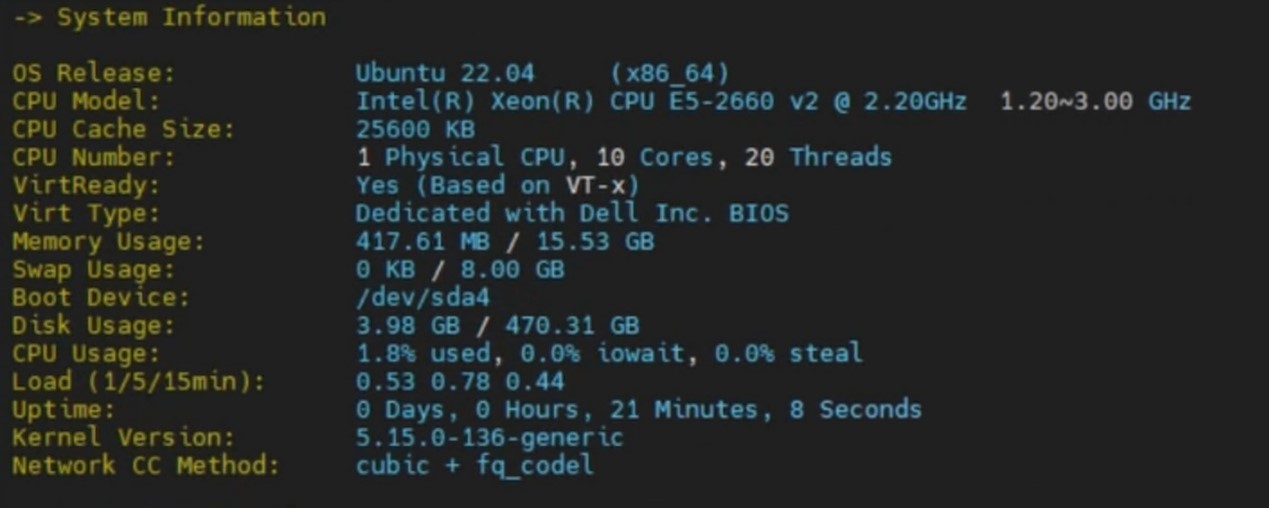 -> System Information
OS Release: Ubuntu 22.04 (x86_64)
CPU Model: Intel(R) Xeon(R) CPU E5-2660 v2 @ 2.20GHz 1.20~3.00 GHz
CPU Cache Size: 25600 KB
CPU Number: 1 Physical CPU, 10 Cores, 20 Threads
VirtReady: Yes (Based on VT-x)
Virt Type: Dedicated with Dell Inc. BIOS
Memory Usage: 417.61 MB / 15.53 GB
Swap Usage: 0 KB / 8.00 GB
Boot Device: /dev/sda4
Disk Usage: 3.98 GB / 470.31 GB
CPU Usage: 1.8% used, 0.0% iowait, 0.0% steal
Load (1/5/15min): 0.53 0.78 0.44
Uptime: 0 Days, 0 Hours, 21 Minutes, 8 Seconds
Kernel Version: 5.15.0-136-generic
Network CC Method: cubic + fq_codel